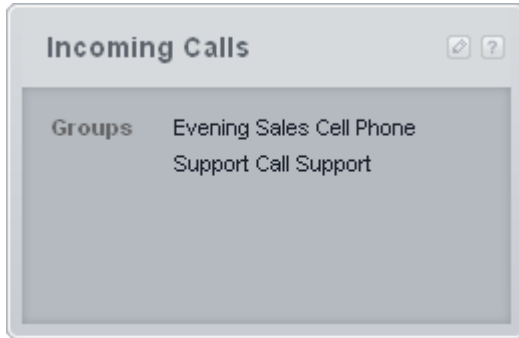 Incoming Calls
?
Groups Evening Sales Cell Phone
Support Call Support